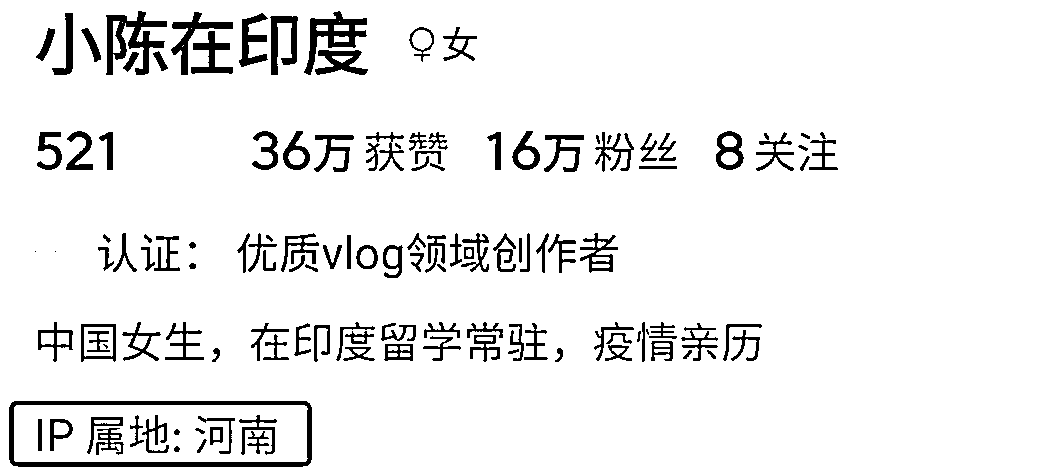 小陈在印度 ♀女
521 36万 获赞 16万 粉丝 8 关注
认证： 优质vlog领域创作者
中国女生，在印度留学常驻，疫情亲历
IP 属地: 河南